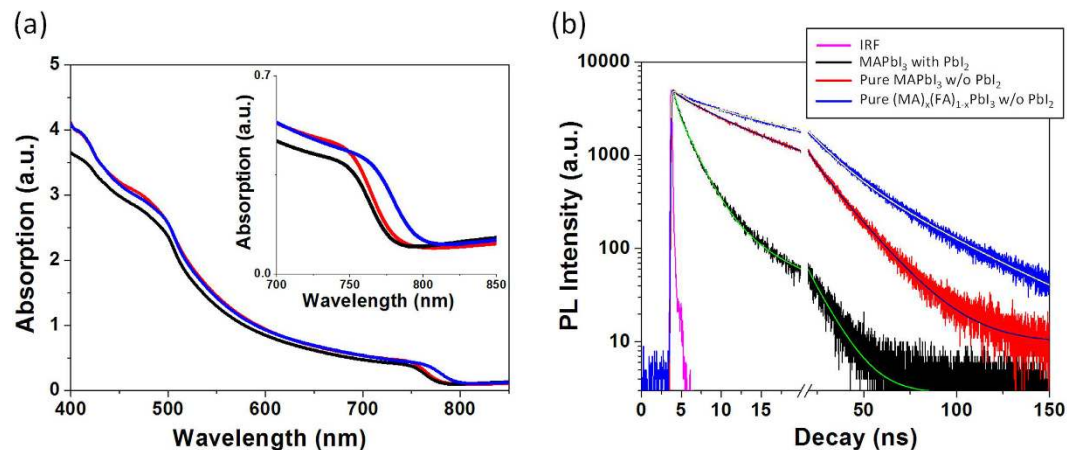 (a)
5
4
3
2
1
0
Absorption (a.u.)
400
500
600
700
800
Wavelength (nm)
0.7
0.0
Absorption (a.u.)
700
750
800
850
Wavelength (nm)
(b)
IRF
MAPbI₃ with PbI₂
Pure MAPbI₃ w/o PbI₂
Pure (MA)ₓ(FA)₁₋ₓPbI₃ w/o PbI₂
10000
1000
100
10
PL Intensity (a.u.)
0
5
10
15
50
100
150
Decay (ns)